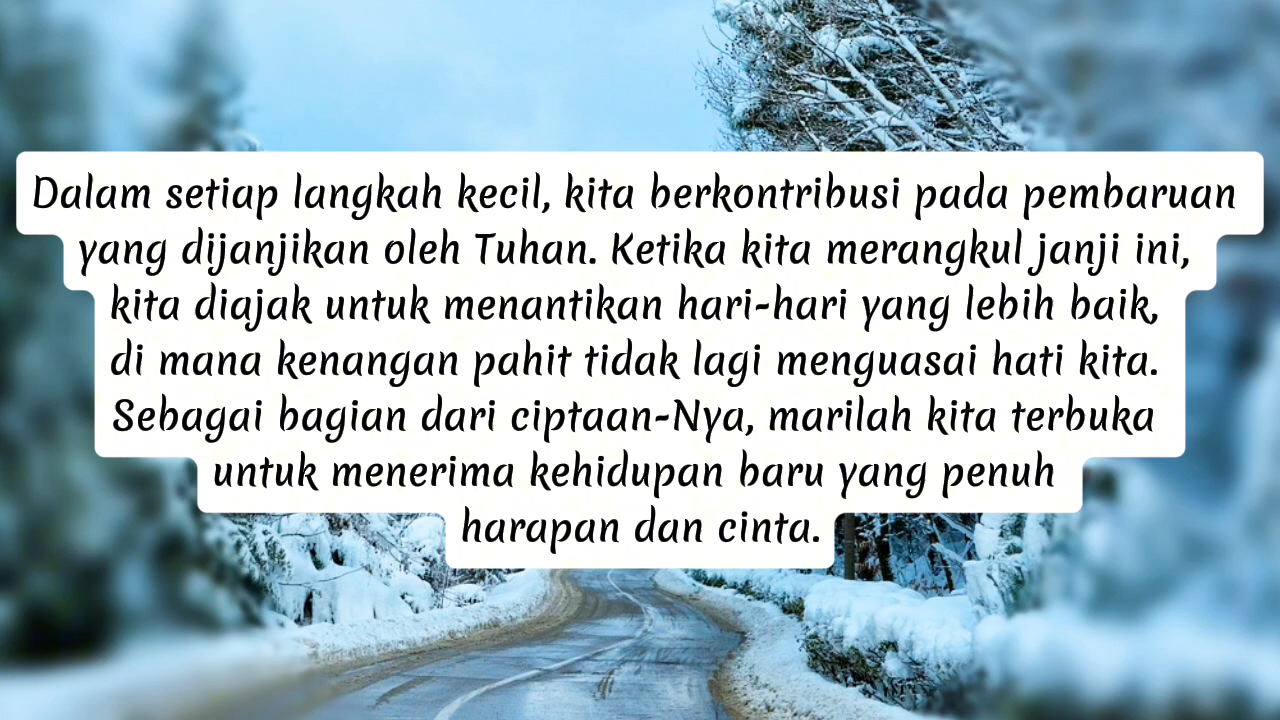 Dalam setiap langkah kecil, kita berkontribusi pada pembaruan
yang dijanjikan oleh Tuhan. Ketika kita merangkul janji ini,
kita diajak untuk menantikan hari-hari yang lebih baik,
di mana kenangan pahit tidak lagi menguasai hati kita.
Sebagai bagian dari ciptaan-Nya, marilah kita terbuka
untuk menerima kehidupan baru yang penuh
harapan dan cinta.